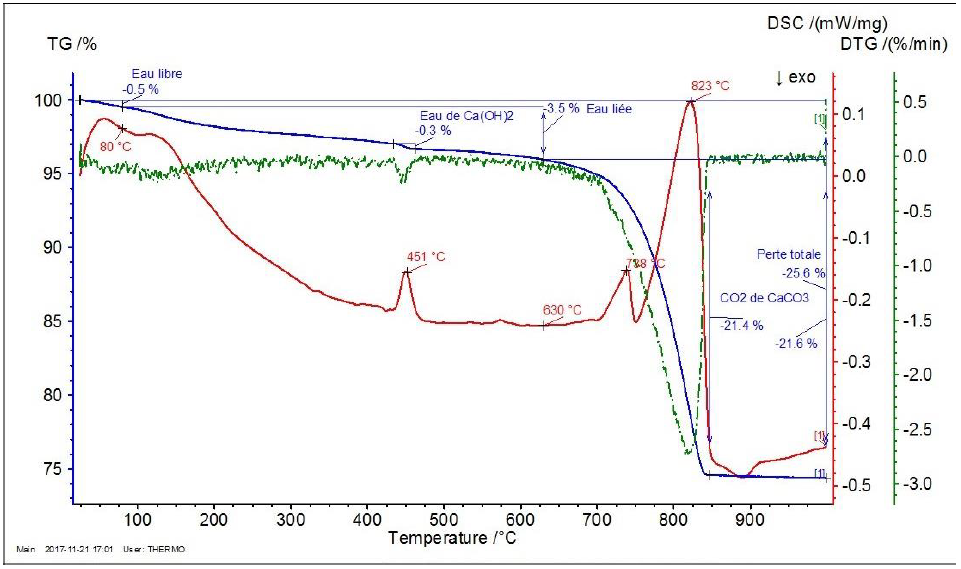 DSC /(mW/mg)
TG /%
DTG /(%/min)
↓ exo
Eau libre
-0.5 %
823 °C
100
0.1
0.5
Eau de Ca(OH)2
-0.3 %
-3.5 % Eau liée
[1]
80 °C
95
0.0
0.0
90
-0.1
-0.5
451 °C
738 °C
Perte totale
-25.6 %
-1.0
85
630 °C
CO2 de CaCO3
-21.4 %
-21.6 %
-0.2
-1.5
80
-0.3
-2.0
75
-0.4
-2.5
[1]
[1]
-0.5
-3.0
100 200 300 400 500 600 700 800 900
Temperature /°C
Main 2017-11-21 17:01 User: THERMO